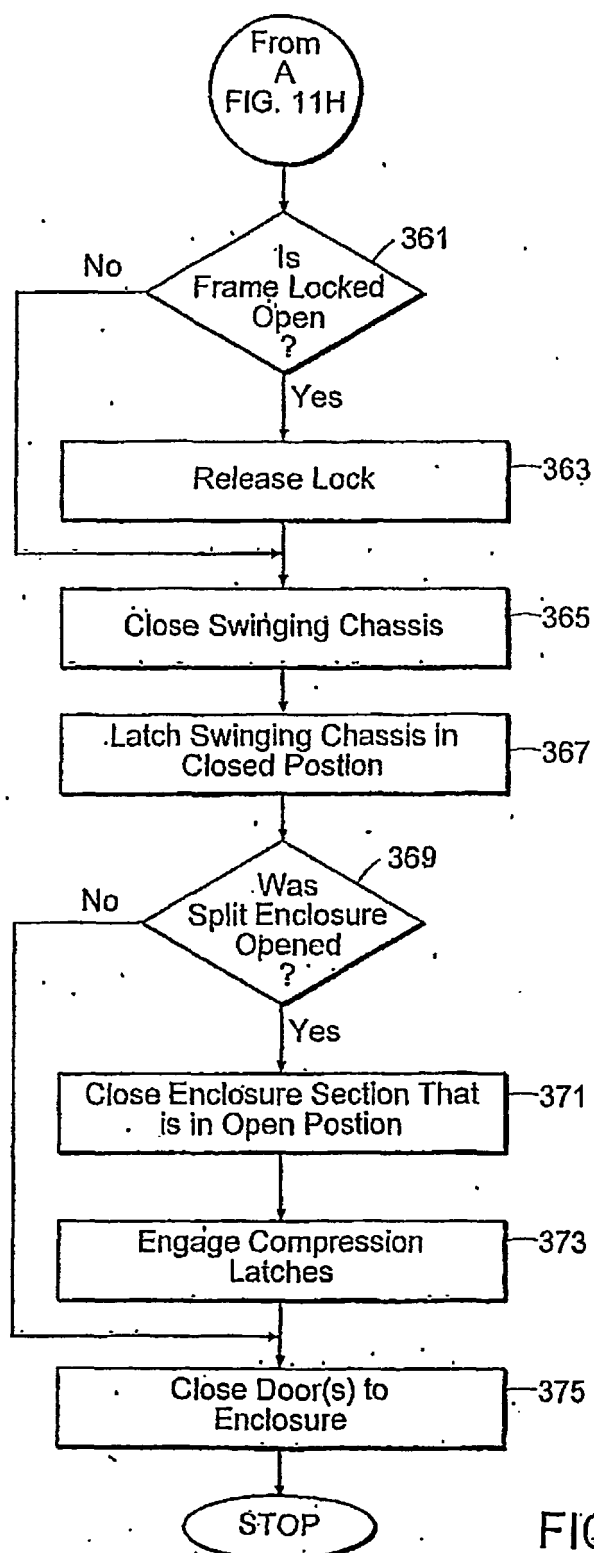 From
A
FIG. 11H
361
Is
Frame Locked
Open
?
No
Yes
Release Lock
363
Close Swinging Chassis
365
Latch Swinging Chassis in
Closed Postion
367
369
Was
Split Enclosure
Opened
?
No
Yes
Close Enclosure Section That
is in Open Postion
371
Engage Compression
Latches
373
Close Door(s) to
Enclosure
375
STOP
FIG